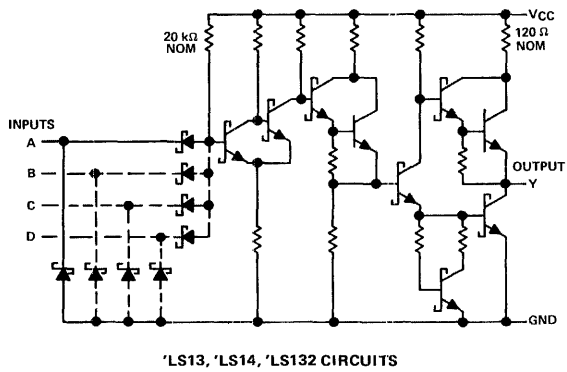 VCC
20 kΩ
NOM
120 Ω
NOM
INPUTS
A
B
C
D
OUTPUT
Y
GND
'LS13, 'LS14, 'LS132 CIRCUITS